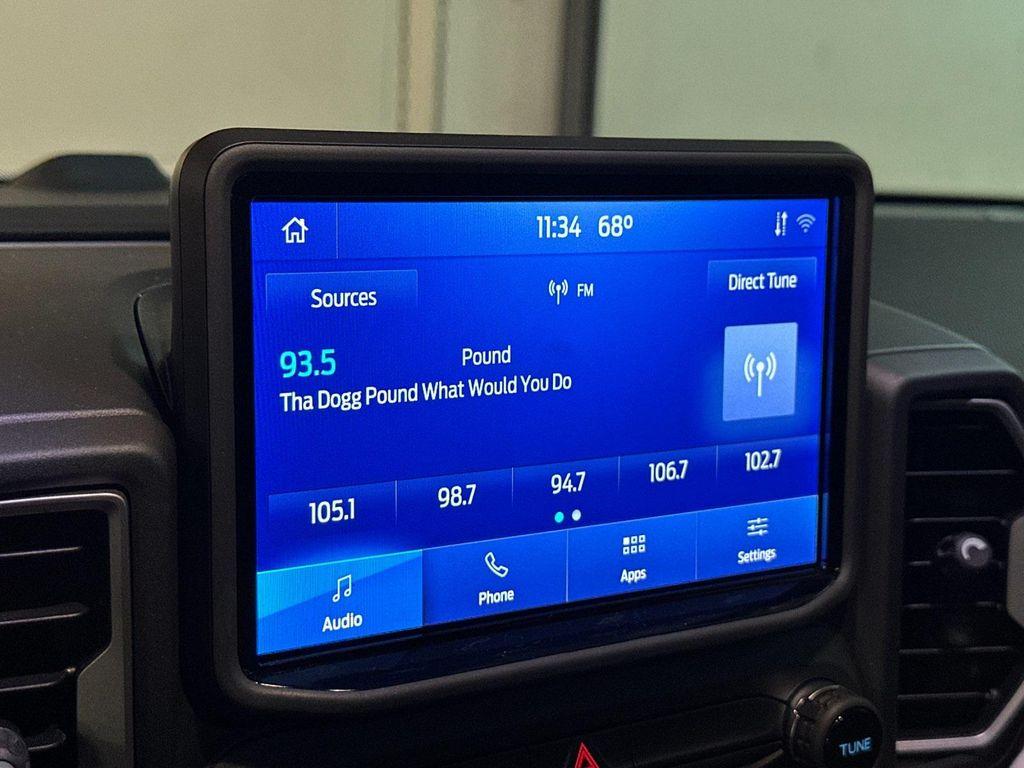 11:34 68°
Sources
FM
Direct Tune
93.5
Pound
Tha Dogg Pound What Would You Do
105.1
98.7
94.7
106.7
102.7
Audio
Phone
Apps
Settings
TUNE